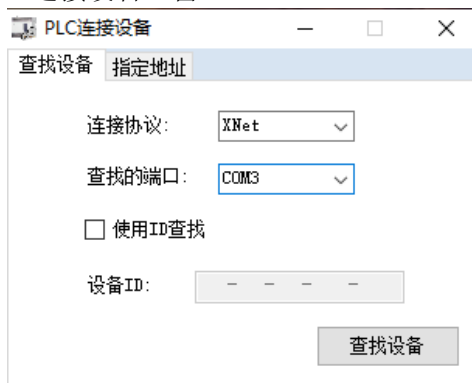 PLC连接设备
查找设备 指定地址
连接协议: XNet
查找的端口: COM3
使用ID查找
设备ID: - - - -
查找设备